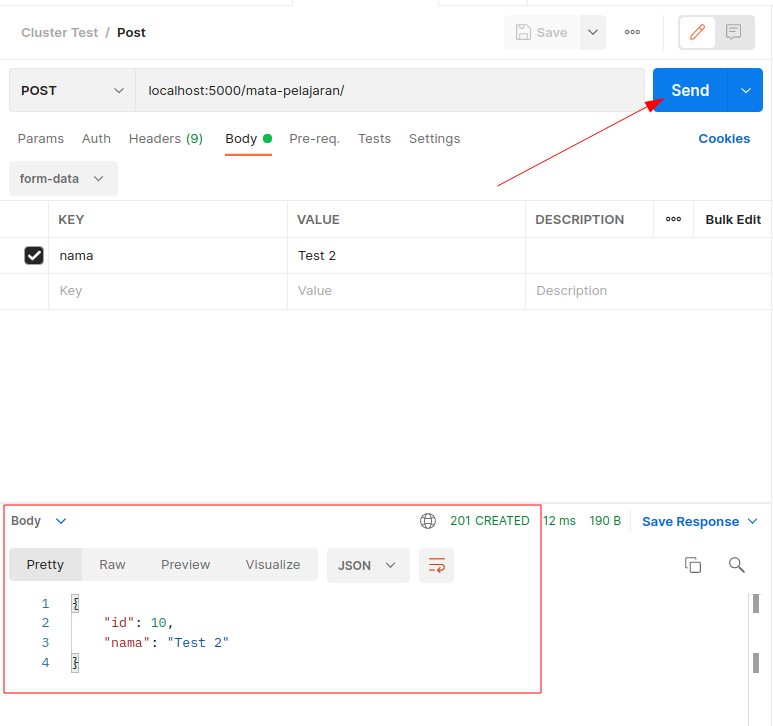 Cluster Test / Post Save
POST localhost:5000/mata-pelajaran/ Send
Params Auth Headers (9) Body Pre-req. Tests Settings Cookies
form-data
KEY VALUE DESCRIPTION Bulk Edit
nama Test 2
Key Value Description
Body 201 CREATED 12 ms 190 B Save Response
Pretty Raw Preview Visualize JSON
1 {
2 "id": 10,
3 "nama": "Test 2"
4 }